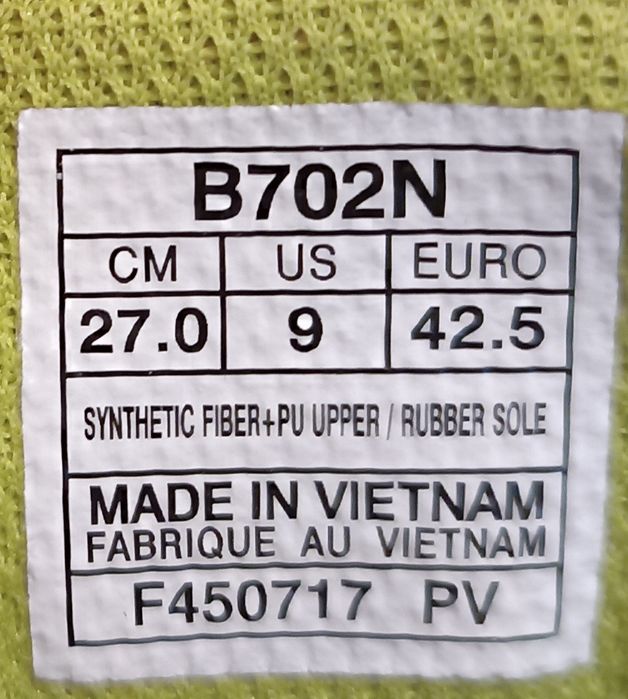 B702N
CM US EURO
27.0 9 42.5
SYNTHETIC FIBER+PU UPPER / RUBBER SOLE
MADE IN VIETNAM
FABRIQUE AU VIETNAM
F450717 PV